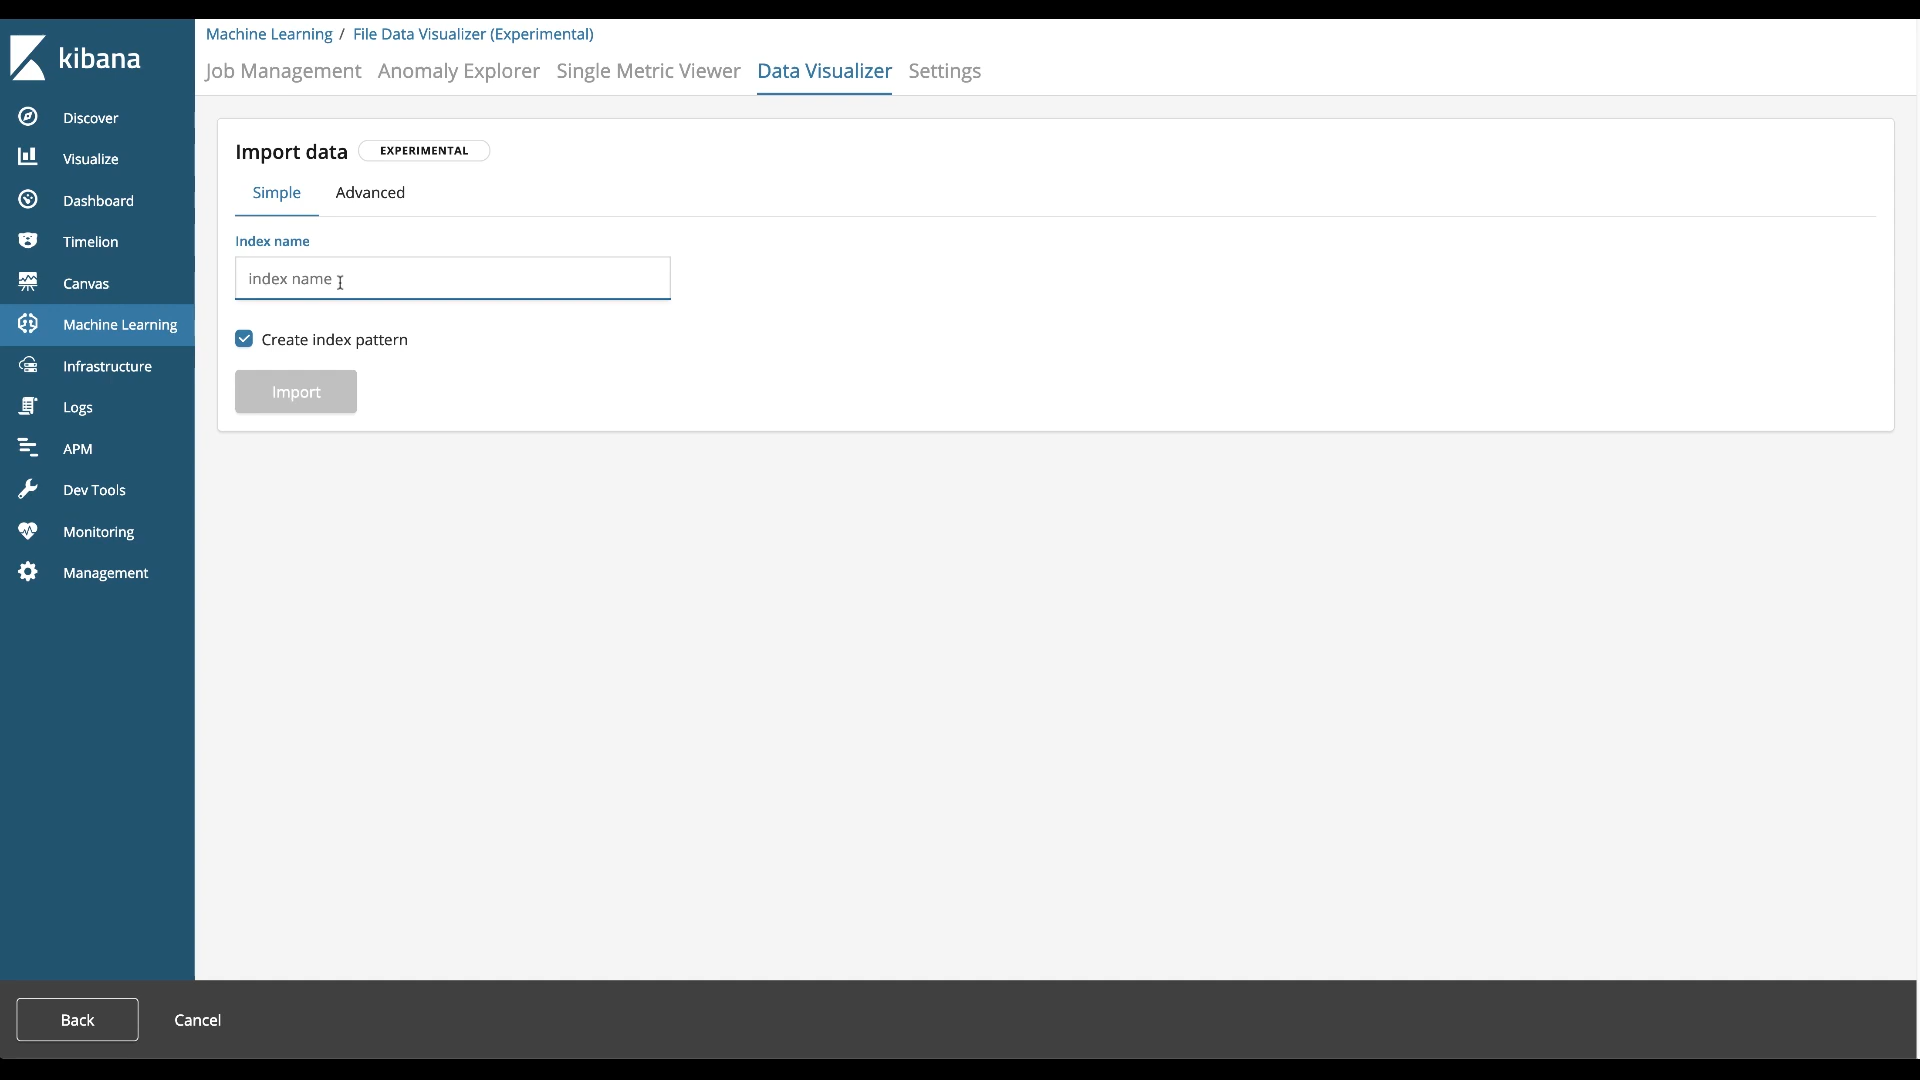 kibana
Discover
Visualize
Dashboard
Timelion
Canvas
Machine Learning
Infrastructure
Logs
APM
Dev Tools
Monitoring
Management
Machine Learning / File Data Visualizer (Experimental)
Job Management Anomaly Explorer Single Metric Viewer Data Visualizer Settings
Import data EXPERIMENTAL
Simple Advanced
Index name
index name
Create index pattern
Import
Back Cancel